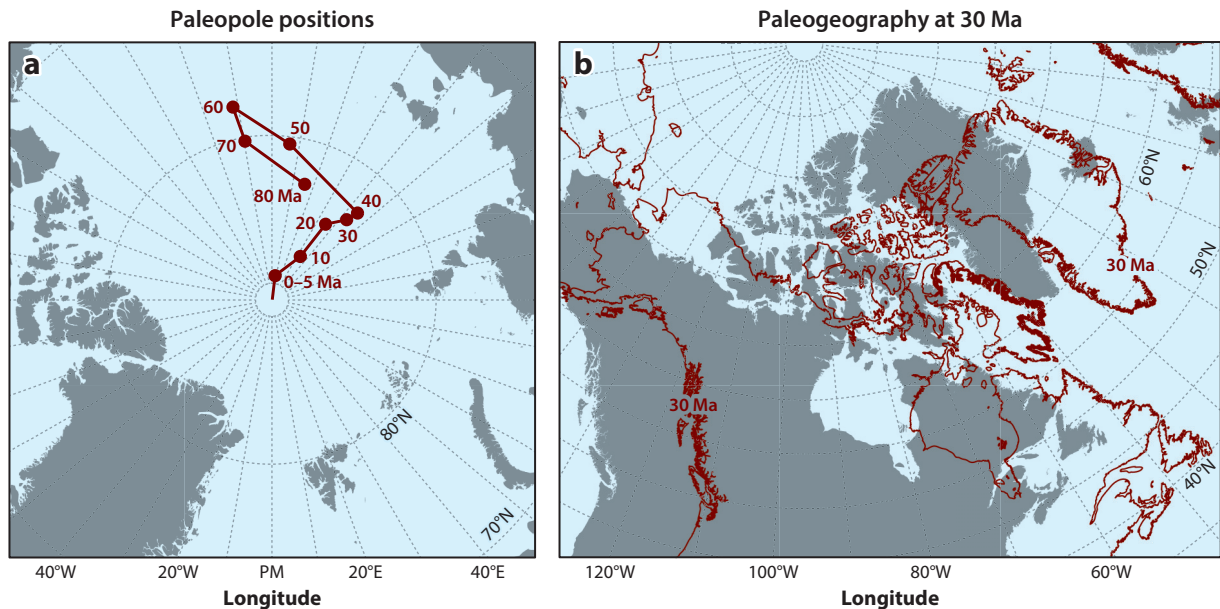 Paleopole positions
a
60
50
70
80 Ma
40
20
30
10
0–5 Ma
80°N
70°N
40°W
20°W
PM
20°E
40°E
Longitude
Paleogeography at 30 Ma
b
60°N
50°N
30 Ma
30 Ma
40°N
120°W
100°W
80°W
60°W
Longitude